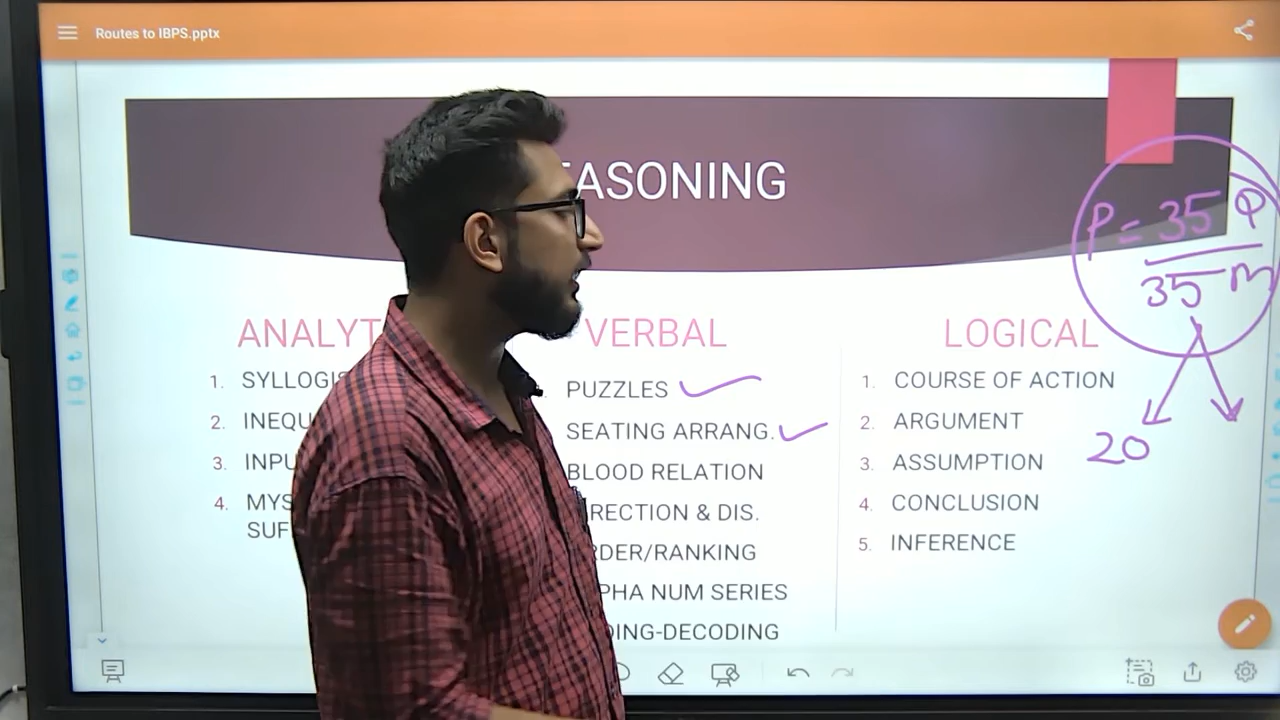 Routes to IBPS.pptx
EASONING
P = 35 Q
35 m
20
ANALYT
1. SYLLOGIS
2. INEQU
3. INPU
4. MYS
SUF
VERBAL
PUZZLES
SEATING ARRANG.
BLOOD RELATION
RECTION & DIS.
RDER/RANKING
PHA NUM SERIES
DING-DECODING
LOGICAL
1. COURSE OF ACTION
2. ARGUMENT
3. ASSUMPTION
4. CONCLUSION
5. INFERENCE